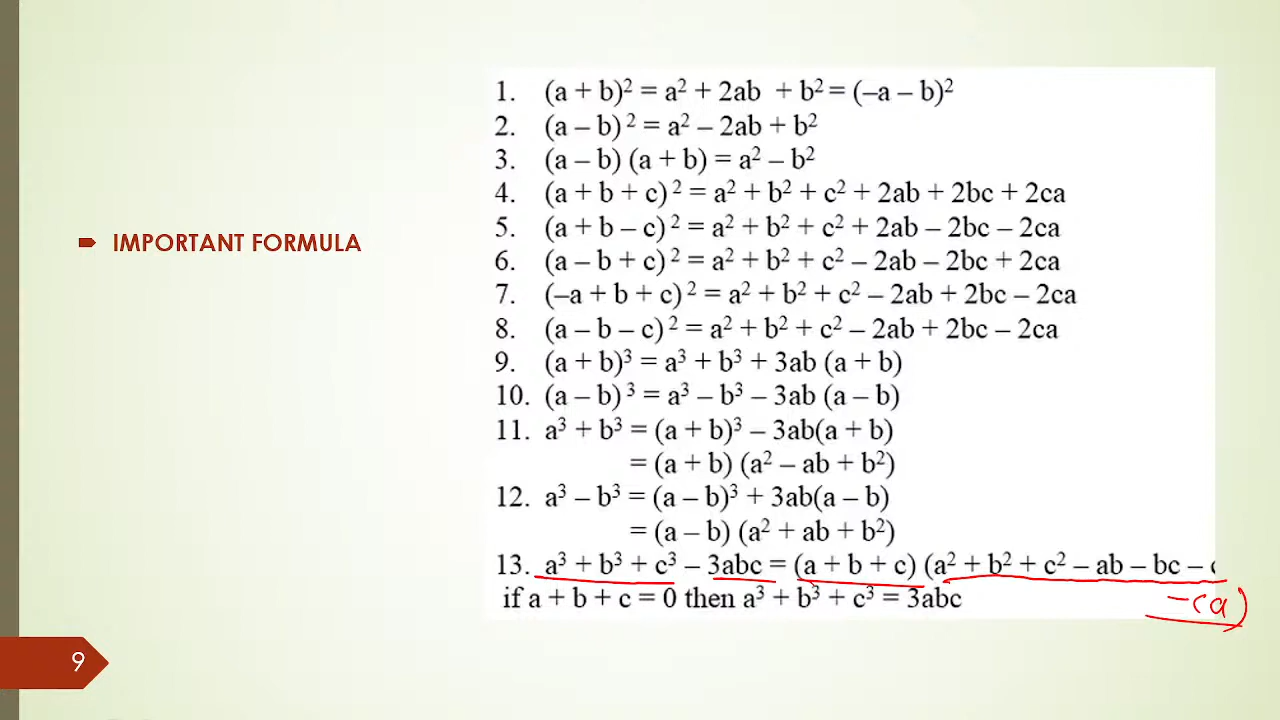 IMPORTANT FORMULA
1. (a + b)² = a² + 2ab + b² = (–a – b)²
2. (a – b)² = a² – 2ab + b²
3. (a – b) (a + b) = a² – b²
4. (a + b + c)² = a² + b² + c² + 2ab + 2bc + 2ca
5. (a + b – c)² = a² + b² + c² + 2ab – 2bc – 2ca
6. (a – b + c)² = a² + b² + c² – 2ab – 2bc + 2ca
7. (–a + b + c)² = a² + b² + c² – 2ab + 2bc – 2ca
8. (a – b – c)² = a² + b² + c² – 2ab + 2bc – 2ca
9. (a + b)³ = a³ + b³ + 3ab (a + b)
10. (a – b)³ = a³ – b³ – 3ab (a – b)
11. a³ + b³ = (a + b)³ – 3ab(a + b)
= (a + b) (a² – ab + b²)
12. a³ – b³ = (a – b)³ + 3ab(a – b)
= (a – b) (a² + ab + b²)
13. a³ + b³ + c³ – 3abc = (a + b + c) (a² + b² + c² – ab – bc –
if a + b + c = 0 then a³ + b³ + c³ = 3abc
–ca)
9